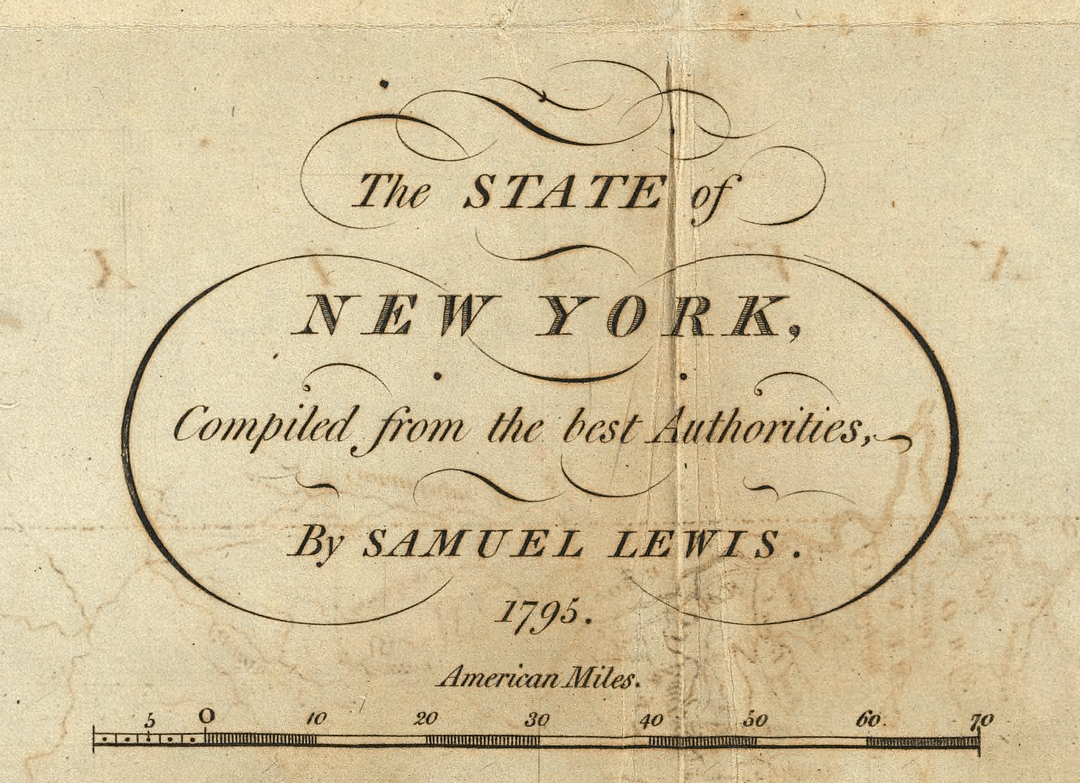 The STATE of
NEW YORK,
Compiled from the best Authorities,
By SAMUEL LEWIS.
1795.
American Miles.
5 0 10 20 30 40 50 60 70